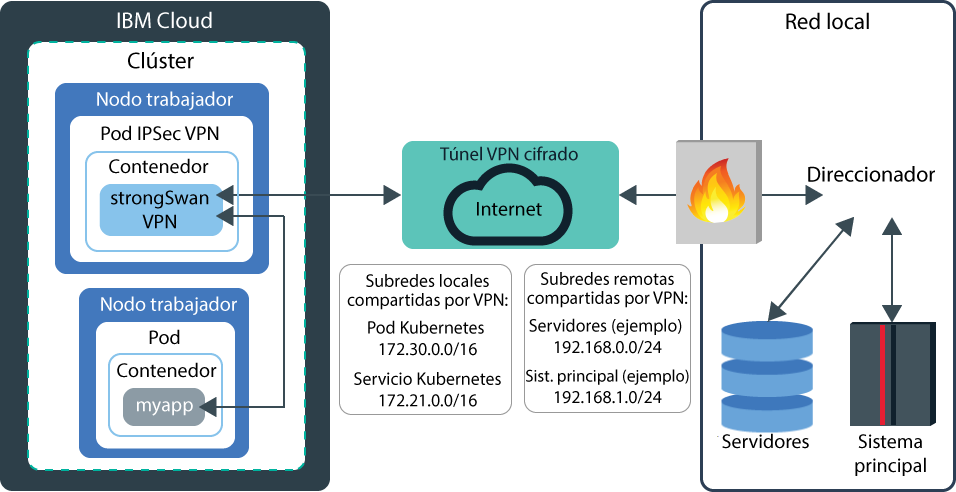 IBM Cloud
Clúster
Nodo trabajador
Pod IPSec VPN
Contenedor
strongSwan
VPN
Nodo trabajador
Pod
Contenedor
myapp
Túnel VPN cifrado
Internet
Subredes locales
compartidas por VPN:
Pod Kubernetes
172.30.0.0/16
Servicio Kubernetes
172.21.0.0/16
Subredes remotas
compartidas por VPN:
Servidores (ejemplo)
192.168.0.0/24
Sist. principal (ejemplo)
192.168.1.0/24
Red local
Direccionador
Servidores
Sistema
principal